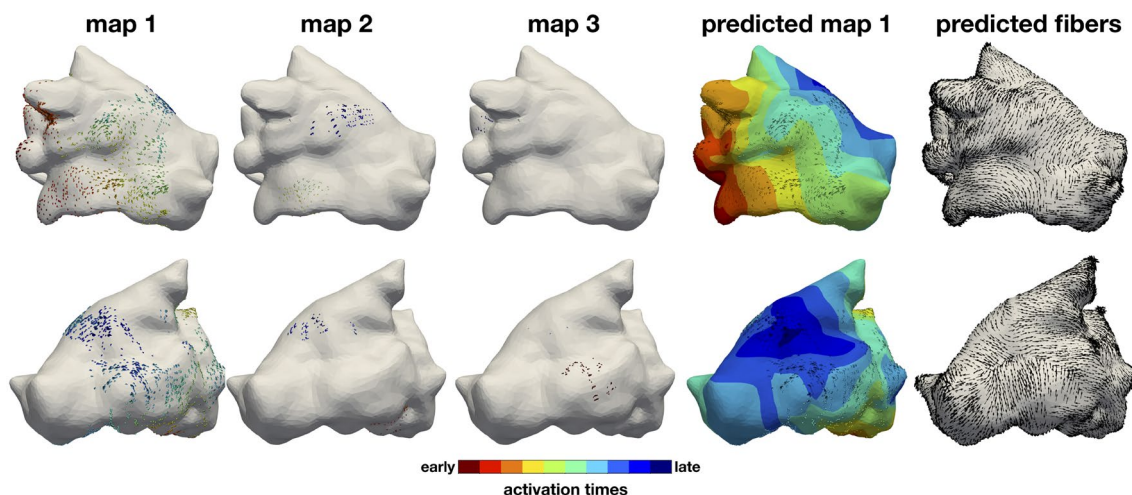 map 1
map 2
map 3
predicted map 1
predicted fibers
early
late
activation times